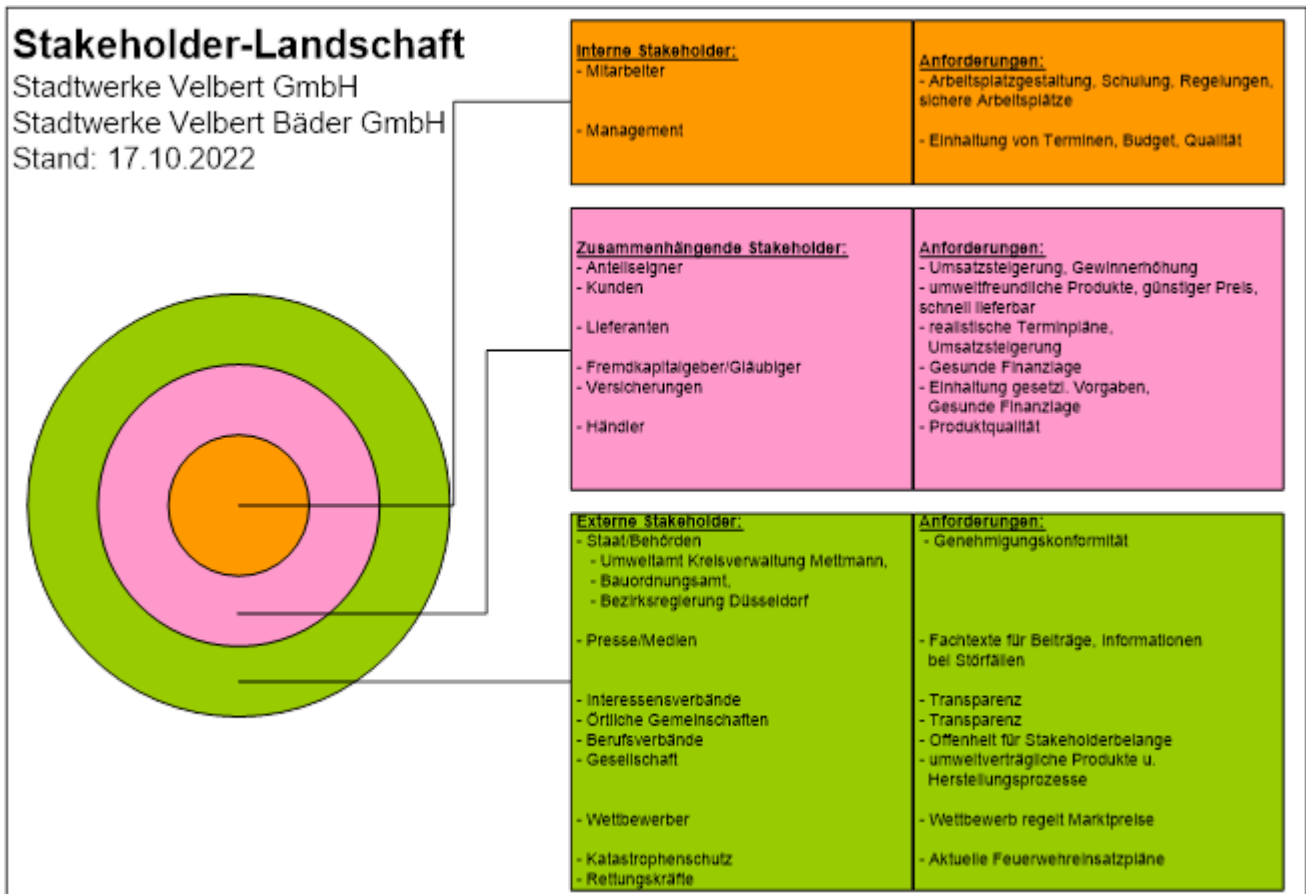 Stakeholder-Landschaft
Stadtwerke Velbert GmbH
Stadtwerke Velbert Bäder GmbH
Stand: 17.10.2022
Interne Stakeholder:
- Mitarbeiter
- Management
Anforderungen:
- Arbeitsplatzgestaltung, Schulung, Regelungen,
sichere Arbeitsplätze
- Einhaltung von Terminen, Budget, Qualität
Zusammenhängende Stakeholder:
- Anteilseigner
- Kunden
- Lieferanten
- Fremdkapitalgeber/Gläubiger
- Versicherungen
- Händler
Anforderungen:
- Umsatzsteigerung, Gewinnerhöhung
- umweltfreundliche Produkte, günstiger Preis,
schnell lieferbar
- realistische Terminpläne,
Umsatzsteigerung
- Gesunde Finanzlage
- Einhaltung gesetzl. Vorgaben,
Gesunde Finanzlage
- Produktqualität
Externe Stakeholder:
- Staat/Behörden
- Umweltamt Kreisverwaltung Mettmann,
- Bauordnungsamt,
- Bezirksregierung Düsseldorf
- Presse/Medien
- Interessensverbände
- Örtliche Gemeinschaften
- Berufsverbände
- Gesellschaft
- Wettbewerber
- Katastrophenschutz
- Rettungskräfte
Anforderungen:
- Genehmigungskonformität
- Fachtexte für Beiträge, Informationen
bei Störfällen
- Transparenz
- Transparenz
- Offenheit für Stakeholderbelange
- umweltverträgliche Produkte u.
Herstellungsprozesse
- Wettbewerb regelt Marktpreise
- Aktuelle Feuerwehreinsatzpläne